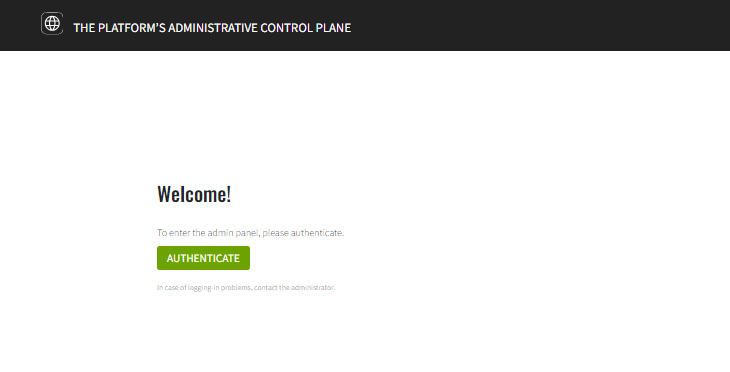 THE PLATFORM'S ADMINISTRATIVE CONTROL PLANE
Welcome!
To enter the admin panel, please authenticate.
AUTHENTICATE
In case of logging-in problems, contact the administrator.